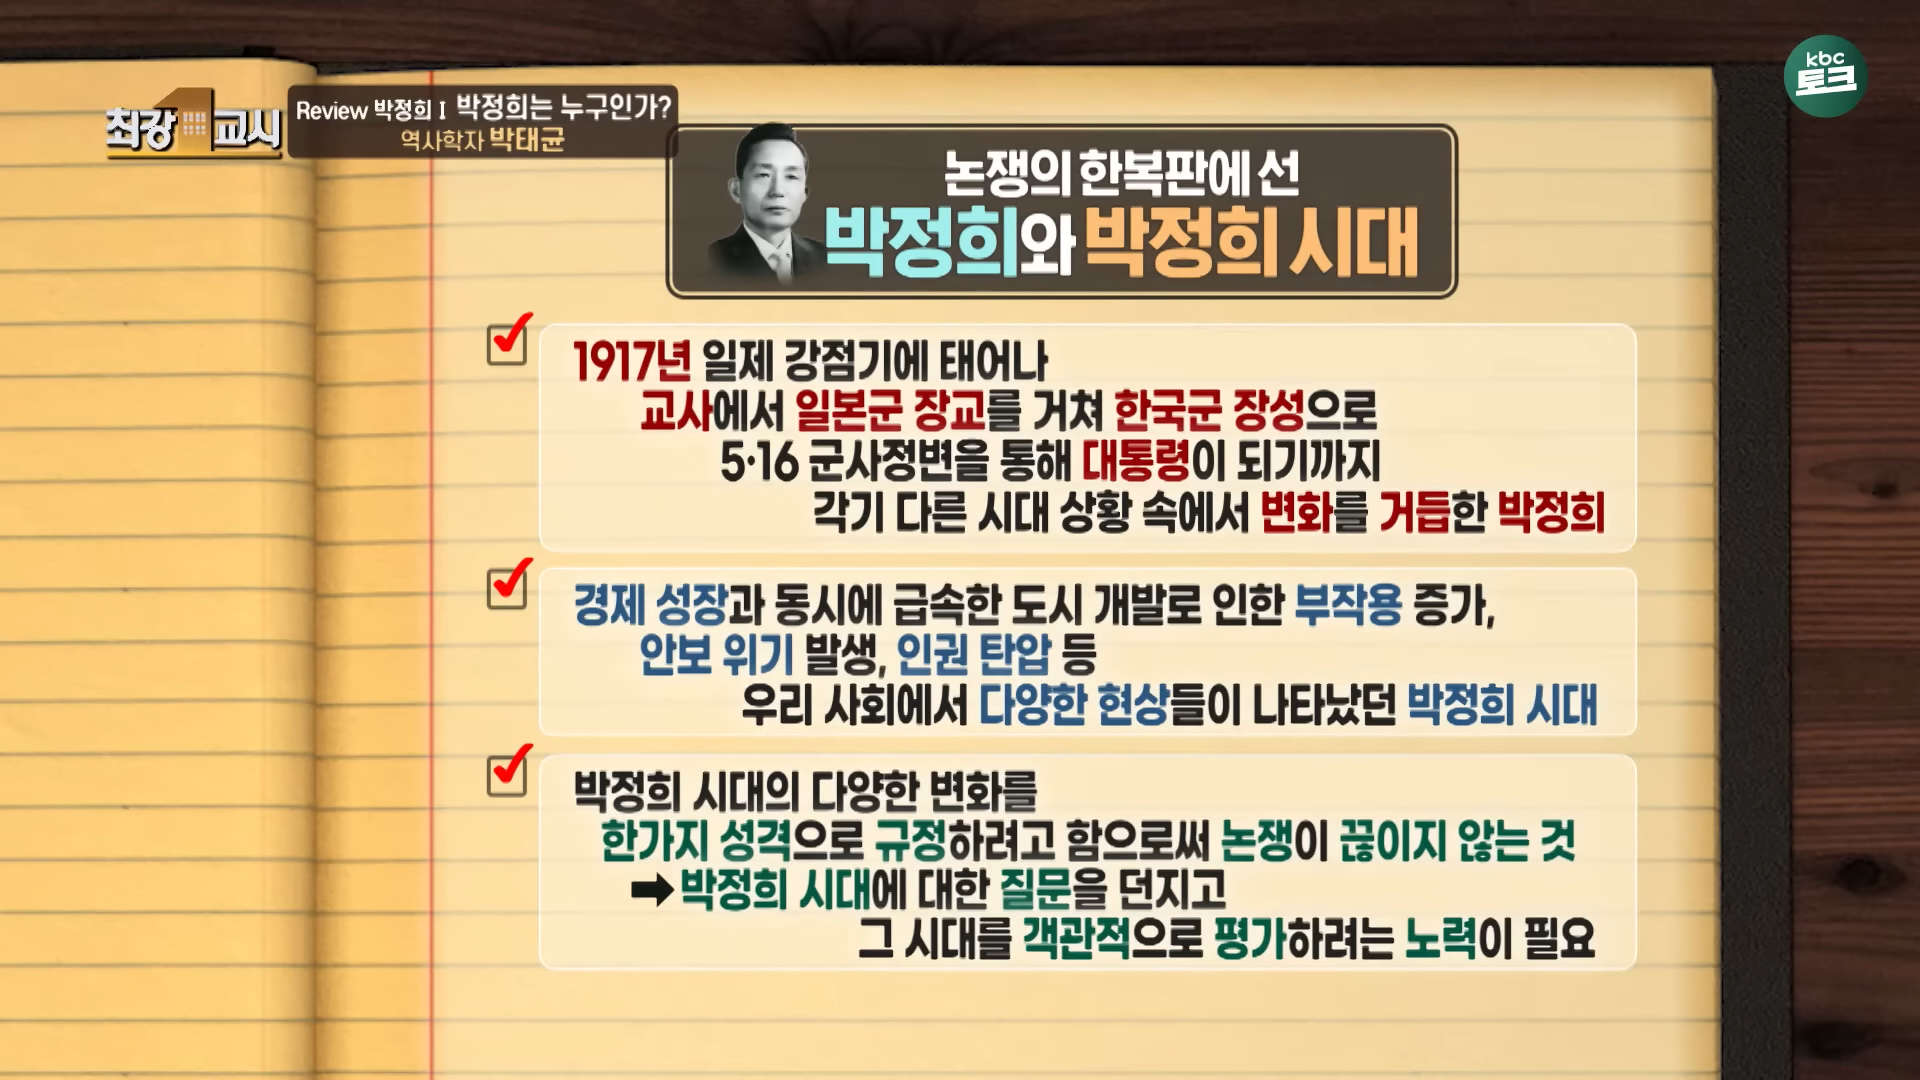 최강1교시
Review 박정희 I 박정희는 누구인가?
역사학자 박태균
kbc
토크
논쟁의 한복판에 선
박정희와 박정희 시대
1917년 일제 강점기에 태어나
교사에서 일본군 장교를 거쳐 한국군 장성으로
5·16 군사정변을 통해 대통령이 되기까지
각기 다른 시대 상황 속에서 변화를 거듭한 박정희
경제 성장과 동시에 급속한 도시 개발로 인한 부작용 증가,
안보 위기 발생, 인권 탄압 등
우리 사회에서 다양한 현상들이 나타났던 박정희 시대
박정희 시대의 다양한 변화를
한가지 성격으로 규정하려고 함으로써 논쟁이 끊이지 않는 것
➡ 박정희 시대에 대한 질문을 던지고
그 시대를 객관적으로 평가하려는 노력이 필요